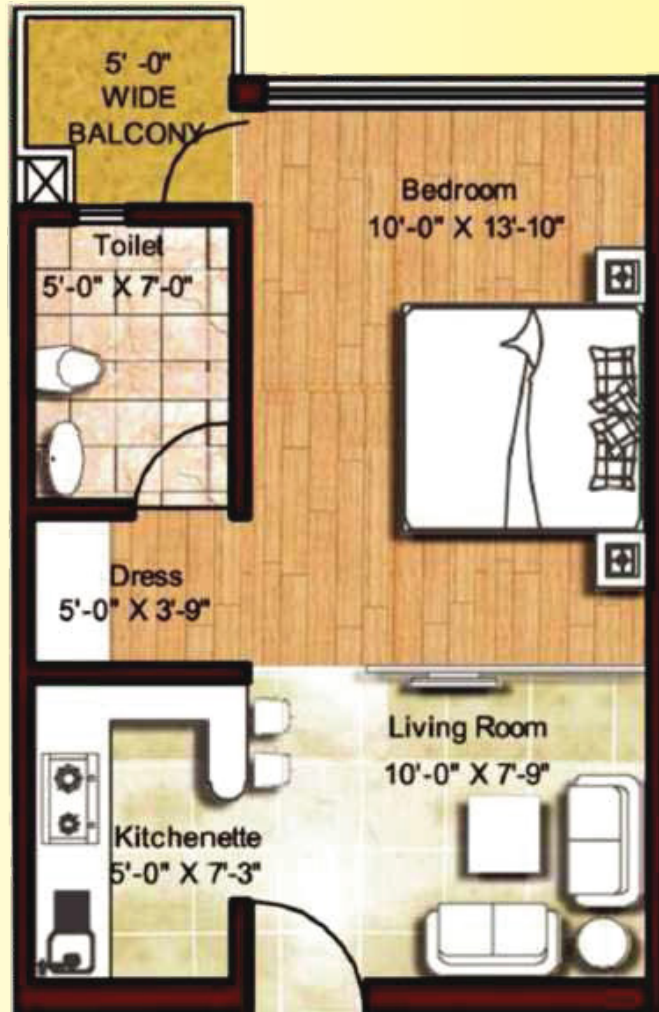 5' -0"
WIDE
BALCONY
Bedroom
10'-0" X 13'-10"
Toilet
5'-0" X 7'-0"
Dress
5'-0" X 3'-9"
Living Room
10'-0" X 7'-9"
Kitchenette
5'-0" X 7'-3"